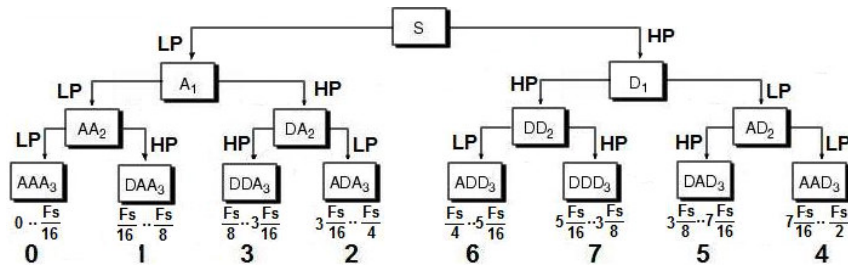 S
LP HP
A1 D1
LP HP HP LP
AA2 DA2 DD2 AD2
LP HP HP LP LP HP HP LP
AAA3 DAA3 DDA3 ADA3 ADD3 DDD3 DAD3 AAD3
0 .. Fs/16 Fs/16 .. Fs/8 Fs/8 .. 3 Fs/16 3 Fs/16 .. Fs/4 Fs/4 .. 5 Fs/16 5 Fs/16 .. 3 Fs/8 3 Fs/8 .. 7 Fs/16 7 Fs/16 .. Fs/2
0 1 3 2 6 7 5 4